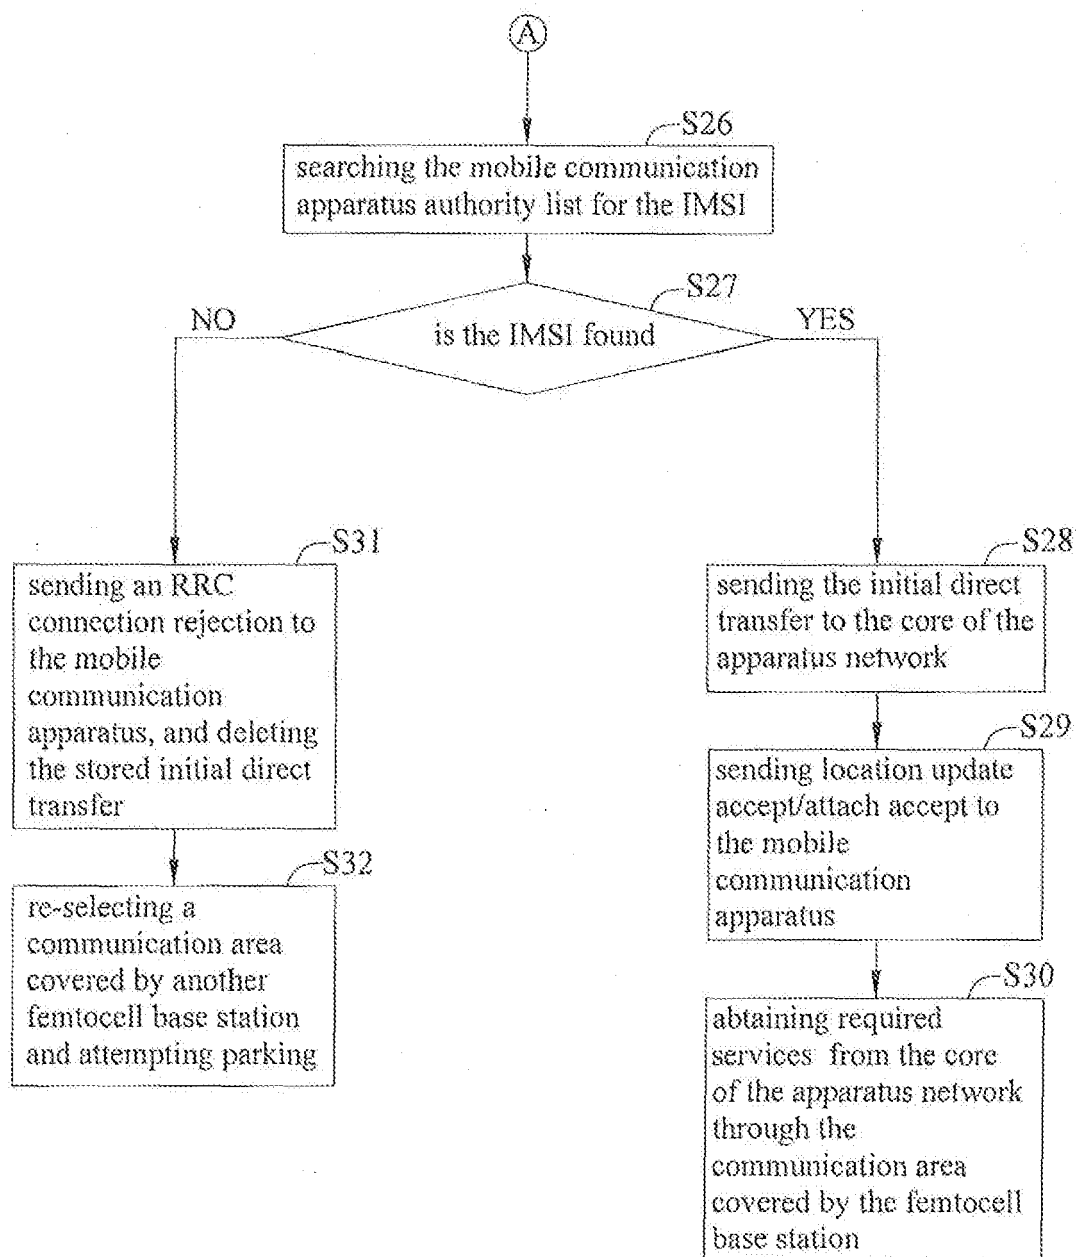 A
S26
searching the mobile communication
apparatus authority list for the IMSI
S27
NO
is the IMSI found
YES
S31
sending an RRC
connection rejection to
the mobile
communication
apparatus, and deleting
the stored initial direct
transfer
S32
re-selecting a
communication area
covered by another
femtocell base station
and attempting parking
S28
sending the initial direct
transfer to the core of the
apparatus network
S29
sending location update
accept/attach accept to
the mobile
communication
apparatus
S30
abtaining required
services from the core
of the apparatus network
through the
communication area
covered by the femtocell
base station